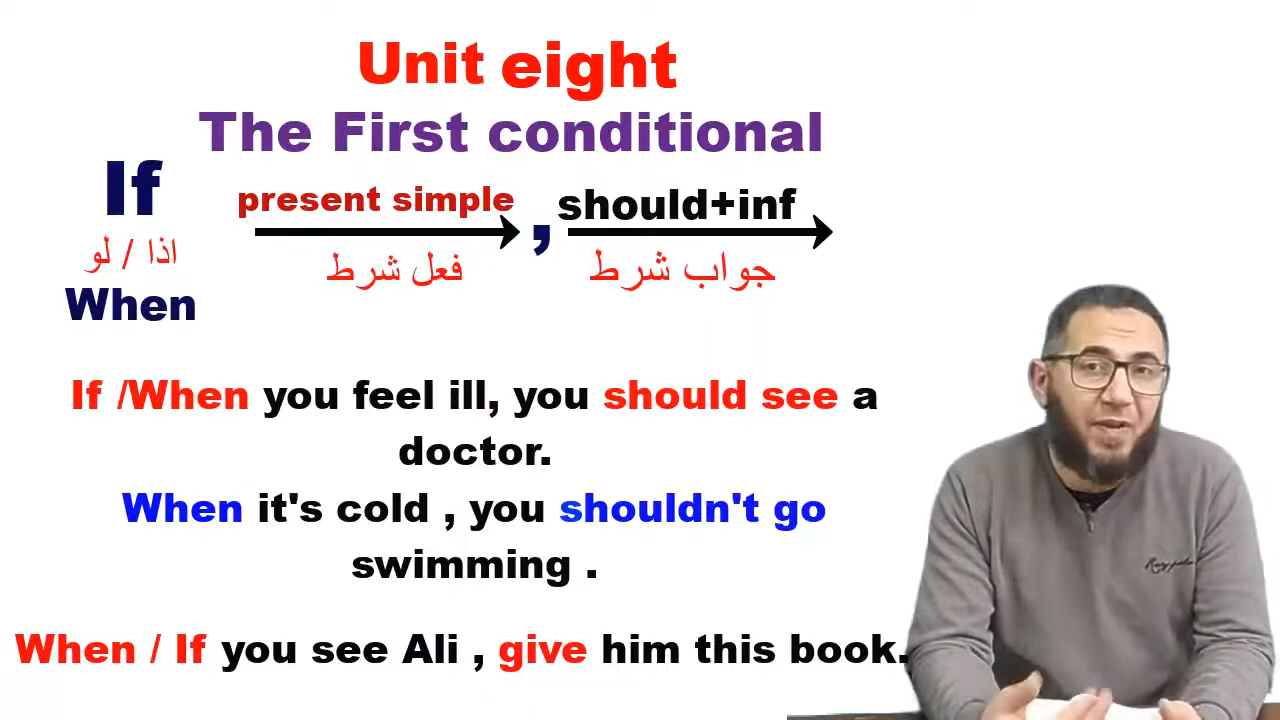 Unit eight
The First conditional
If present simple , should+inf
اذا / لو فعل شرط جواب شرط
When
If /When you feel ill, you should see a
doctor.
When it's cold , you shouldn't go
swimming .
When / If you see Ali , give him this book.